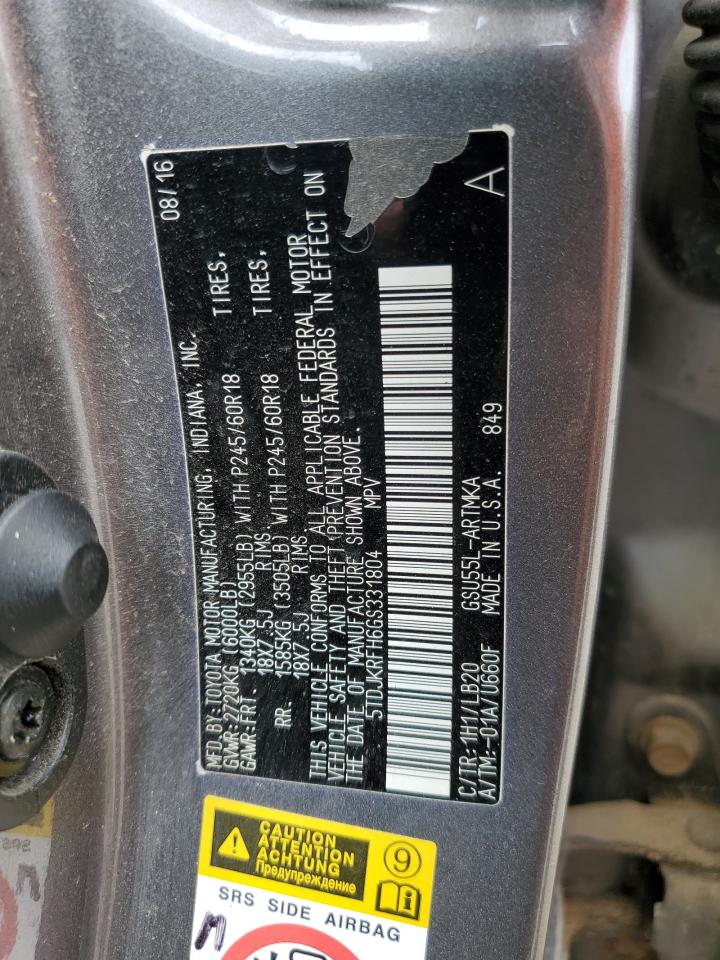 MFD.BY:TOYOTA MOTOR MANUFACTURING, INDIANA, INC. 08/16
GVWR:2720KG (6000LB)
GAWR:FRT. 1340KG (2955LB) WITH P245/60R18 TIRES,
18X7.5J RIMS
RR. 1585KG (3505LB) WITH P245/60R18 TIRES,
18X7.5J RIMS
THIS VEHICLE CONFORMS TO ALL APPLICABLE FEDERAL MOTOR
VEHICLE SAFETY AND THEFT PREVENTION STANDARDS IN EFFECT ON
THE DATE OF MANUFACTURE SHOWN ABOVE.
5TDJKRFH6GS331804 MPV
C/TR:1H1/LB20 GSU55L-ARTMKA 849 A
A/TM:-01A/U660F MADE IN U.S.A.
CAUTION
ATTENTION
ACHTUNG
Предупреждение
9
SRS SIDE AIRBAG